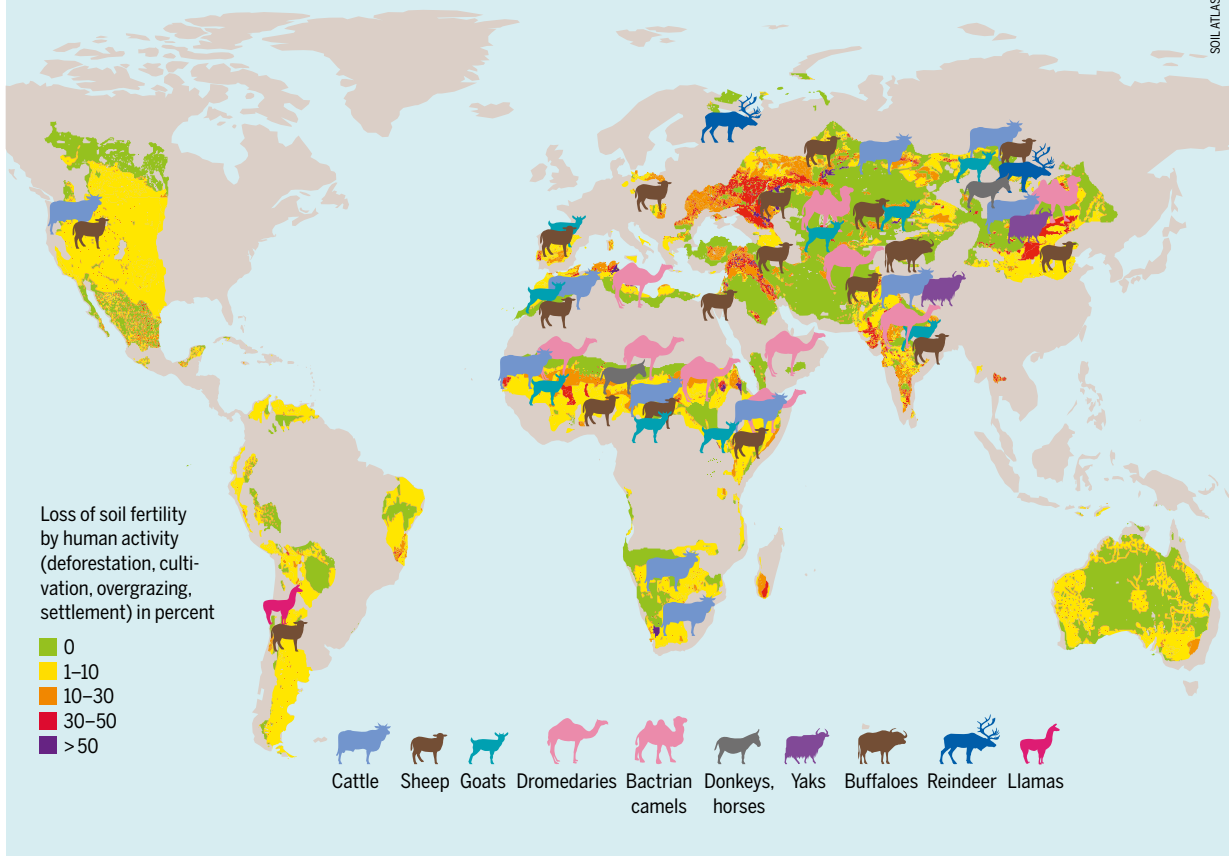 SOIL ATLAS
Loss of soil fertility
by human activity
(deforestation, culti-
vation, overgrazing,
settlement) in percent
0
1–10
10–30
30–50
>50
Cattle
Sheep
Goats
Dromedaries
Bactrian
camels
Donkeys,
horses
Yaks
Buffaloes
Reindeer
Llamas